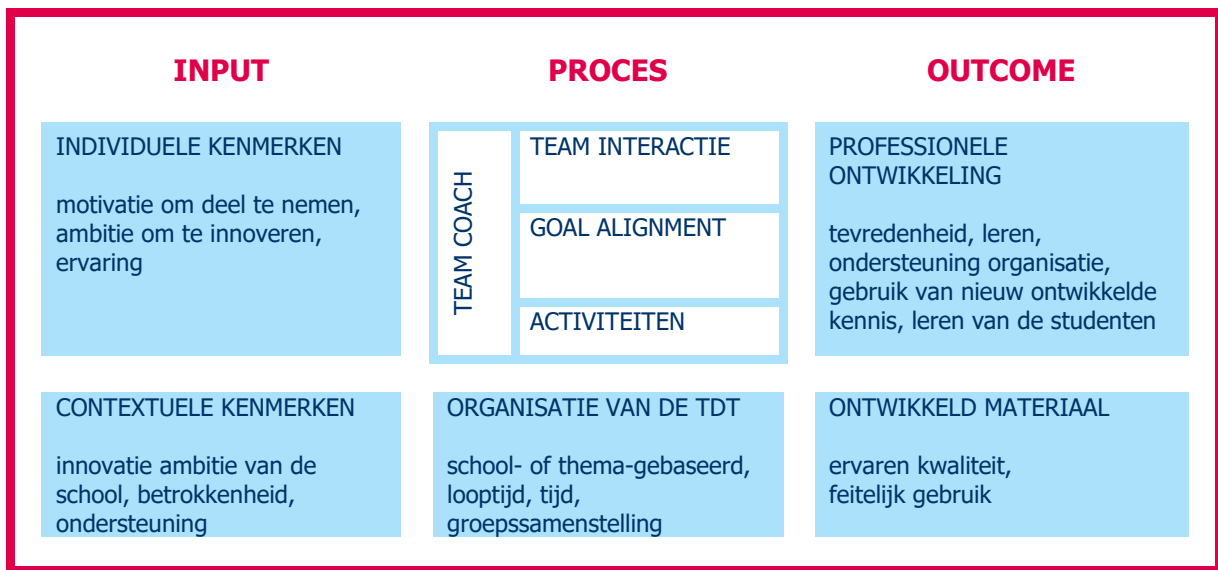 INPUT
PROCES
OUTCOME
INDIVIDUELE KENMERKEN
motivatie om deel te nemen,
ambitie om te innoveren,
ervaring
TEAM COACH
TEAM INTERACTIE
GOAL ALIGNMENT
ACTIVITEITEN
PROFESSIONELE
ONTWIKKELING
tevredenheid, leren,
ondersteuning organisatie,
gebruik van nieuw ontwikkelde
kennis, leren van de studenten
CONTEXTUELE KENMERKEN
innovatie ambitie van de
school, betrokkenheid,
ondersteuning
ORGANISATIE VAN DE TDT
school- of thema-gebaseerd,
looptijd, tijd,
groepssamenstelling
ONTWIKKELD MATERIAAL
ervaren kwaliteit,
feitelijk gebruik